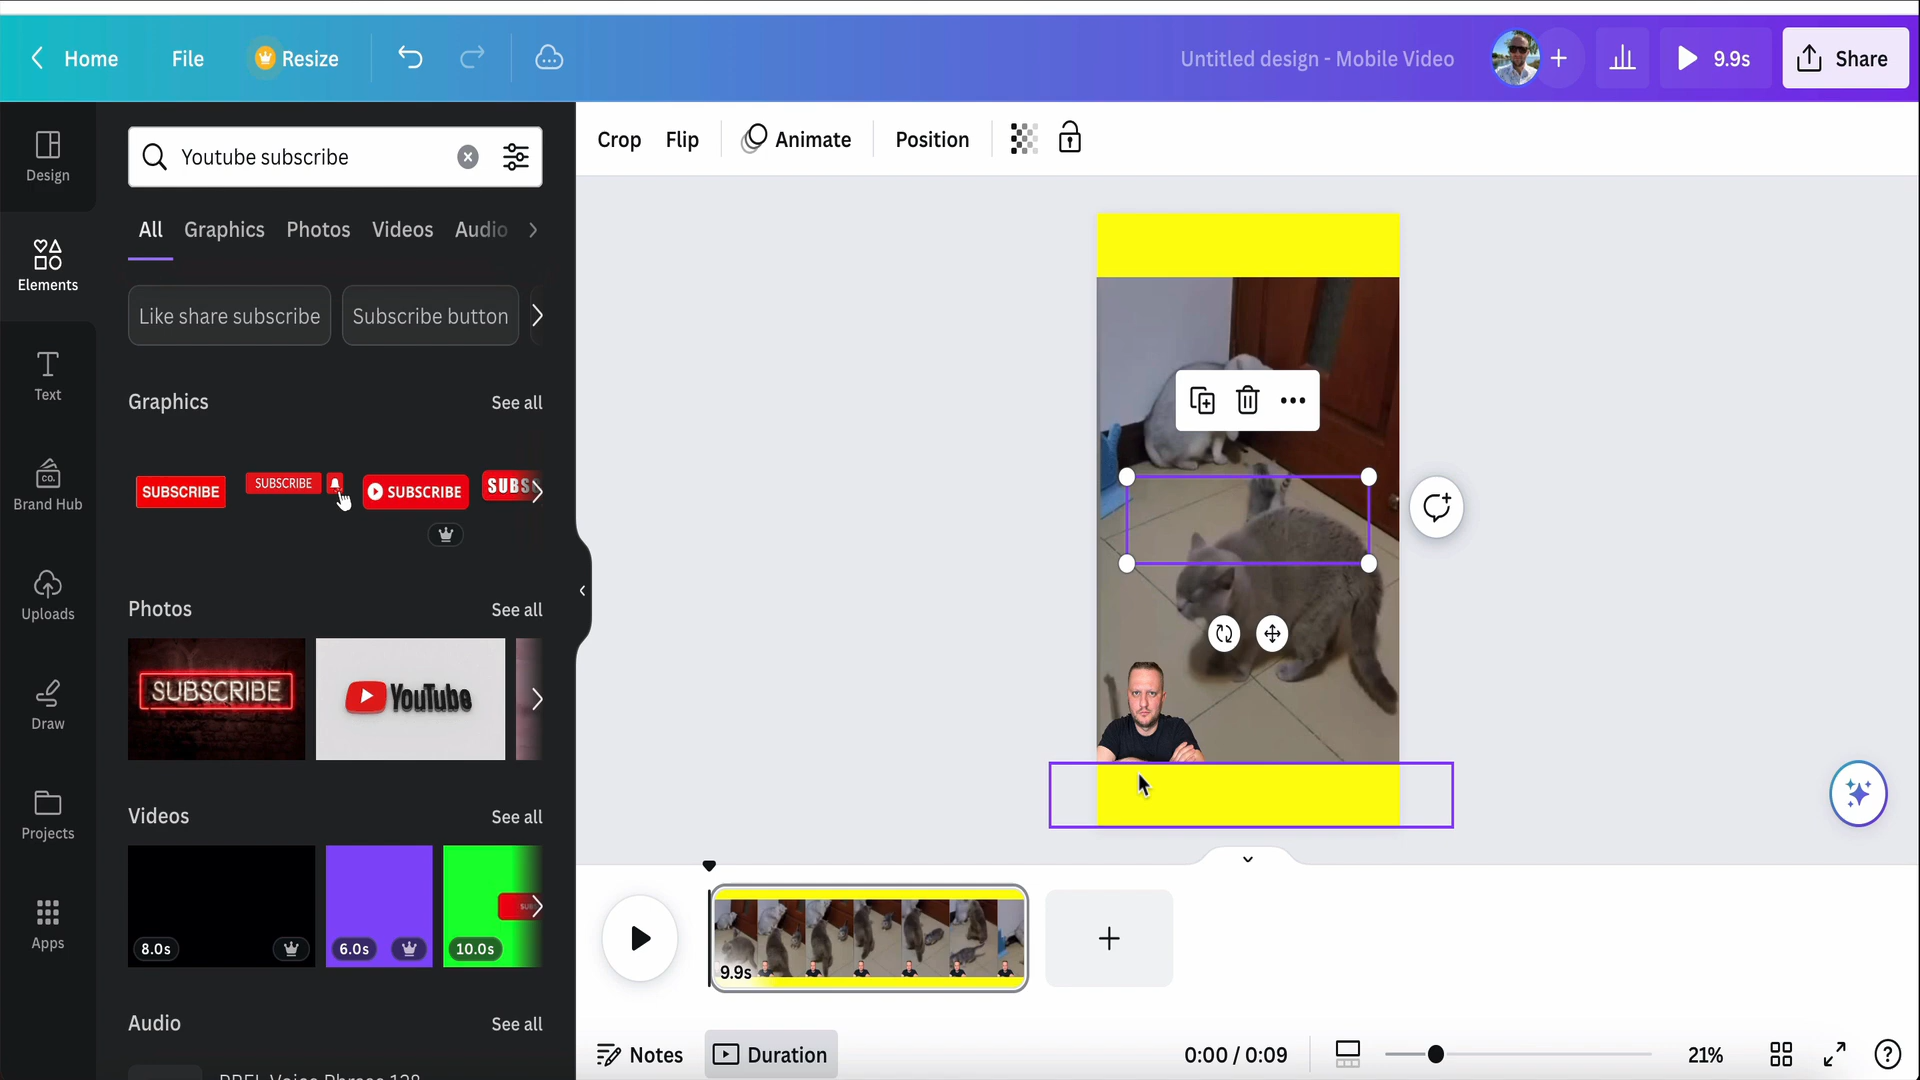 Home
File
Resize
Untitled design - Mobile Video
9.9s
Share
Design
Elements
Text
Brand Hub
CO.
Uploads
Draw
Projects
Apps
Youtube subscribe
All
Graphics
Photos
Videos
Audio
Like share subscribe
Subscribe button
Graphics
See all
SUBSCRIBE
SUBSCRIBE
SUBSCRIBE
SUBS
Photos
See all
SUBSCRIBE
YouTube
Videos
See all
8.0s
6.0s
10.0s
Audio
See all
Crop
Flip
Animate
Position
9.9s
Notes
Duration
0:00 / 0:09
21%